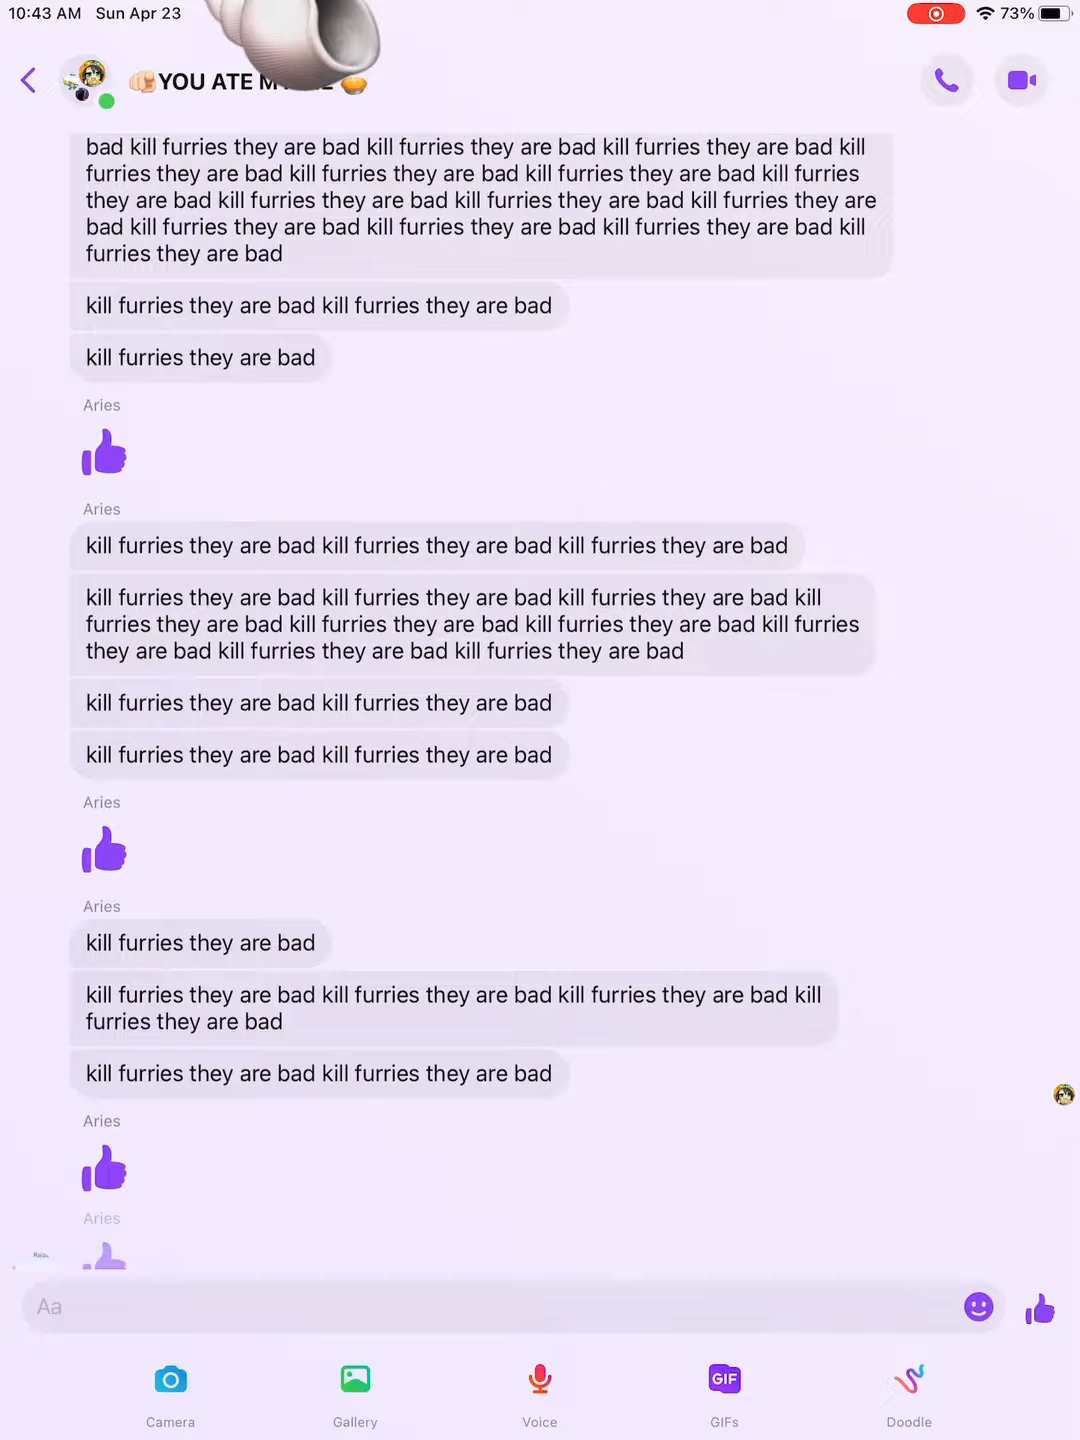 10:43 AM Sun Apr 23
73%
YOU ATE
bad kill furries they are bad kill furries they are bad kill furries they are bad kill
furries they are bad kill furries they are bad kill furries they are bad kill furries
they are bad kill furries they are bad kill furries they are bad kill furries they are
bad kill furries they are bad kill furries they are bad kill furries they are bad kill
furries they are bad
kill furries they are bad kill furries they are bad
kill furries they are bad
Aries
Aries
kill furries they are bad kill furries they are bad kill furries they are bad
kill furries they are bad kill furries they are bad kill furries they are bad kill
furries they are bad kill furries they are bad kill furries they are bad kill furries
they are bad kill furries they are bad kill furries they are bad
kill furries they are bad kill furries they are bad
kill furries they are bad kill furries they are bad
Aries
Aries
kill furries they are bad
kill furries they are bad kill furries they are bad kill furries they are bad kill
furries they are bad
kill furries they are bad kill furries they are bad
Aries
Aries
Aa
GIF
Camera
Gallery
Voice
GIFs
Doodle